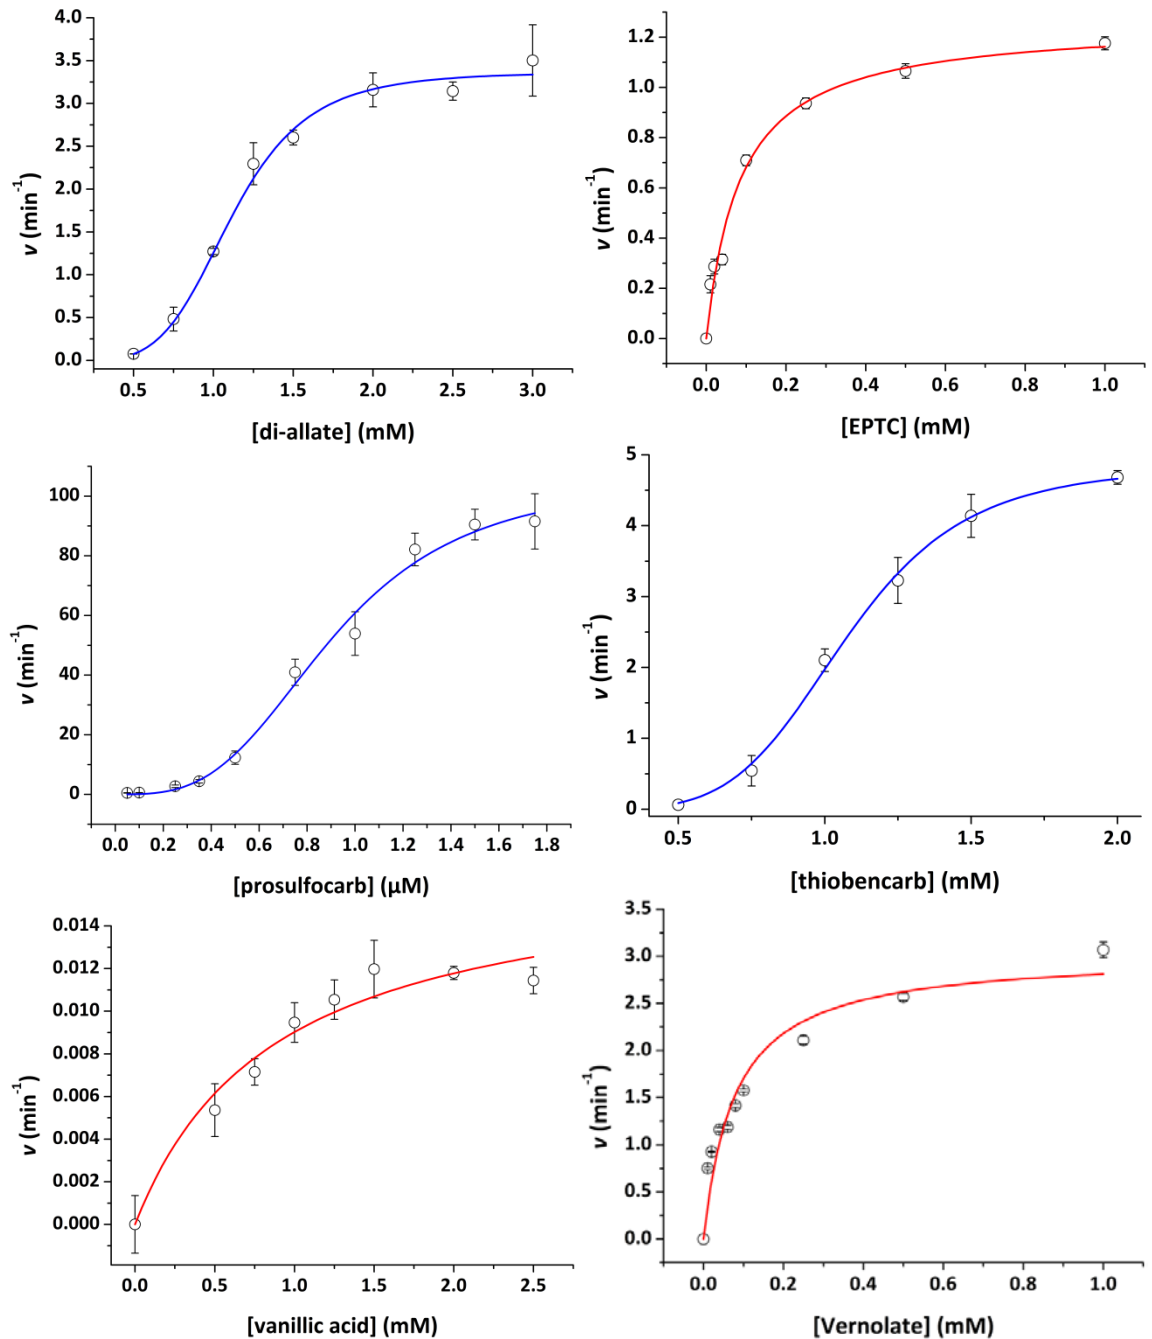 4.0
3.5
3.0
2.5
2.0
1.5
1.0
0.5
0.0
v (min⁻¹)
0.5 1.0 1.5 2.0 2.5 3.0
[di-allate] (mM)
1.2
1.0
0.8
0.6
0.4
0.2
0.0
v (min⁻¹)
0.0 0.2 0.4 0.6 0.8 1.0
[EPTC] (mM)
100
80
60
40
20
0
v (min⁻¹)
0.0 0.2 0.4 0.6 0.8 1.0 1.2 1.4 1.6 1.8
[prosulfocarb] (µM)
5
4
3
2
1
0
v (min⁻¹)
0.5 1.0 1.5 2.0
[thiobencarb] (mM)
0.014
0.012
0.010
0.008
0.006
0.004
0.002
0.000
v (min⁻¹)
0.0 0.5 1.0 1.5 2.0 2.5
[vanillic acid] (mM)
3.5
3.0
2.5
2.0
1.5
1.0
0.5
0.0
v (min⁻¹)
0.0 0.2 0.4 0.6 0.8 1.0
[Vernolate] (mM)